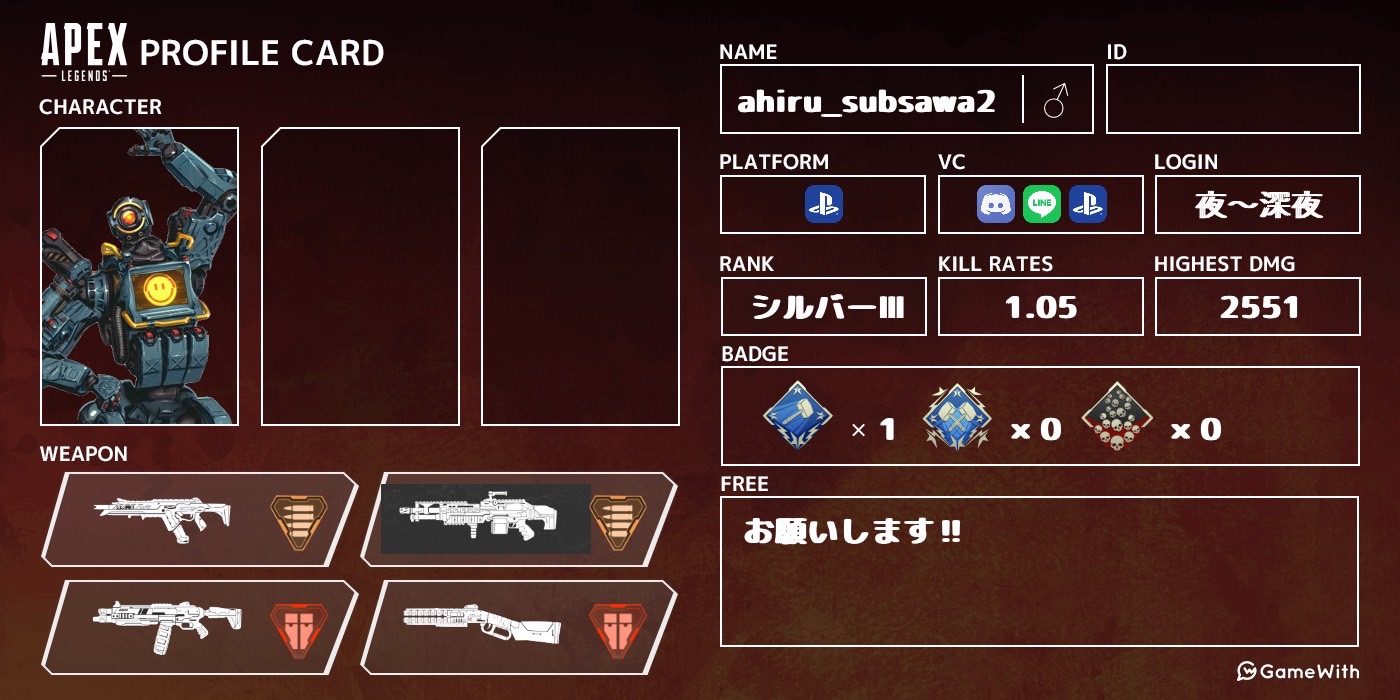 APEX
LEGENDS
PROFILE CARD
CHARACTER
WEAPON
NAME
ahiru_subsawa2 ♂
ID
PLATFORM
VC
LINE
LOGIN
夜〜深夜
RANK
シルバーIII
KILL RATES
1.05
HIGHEST DMG
2551
BADGE
× 1
x 0
x 0
FREE
お願いします!!
GameWith